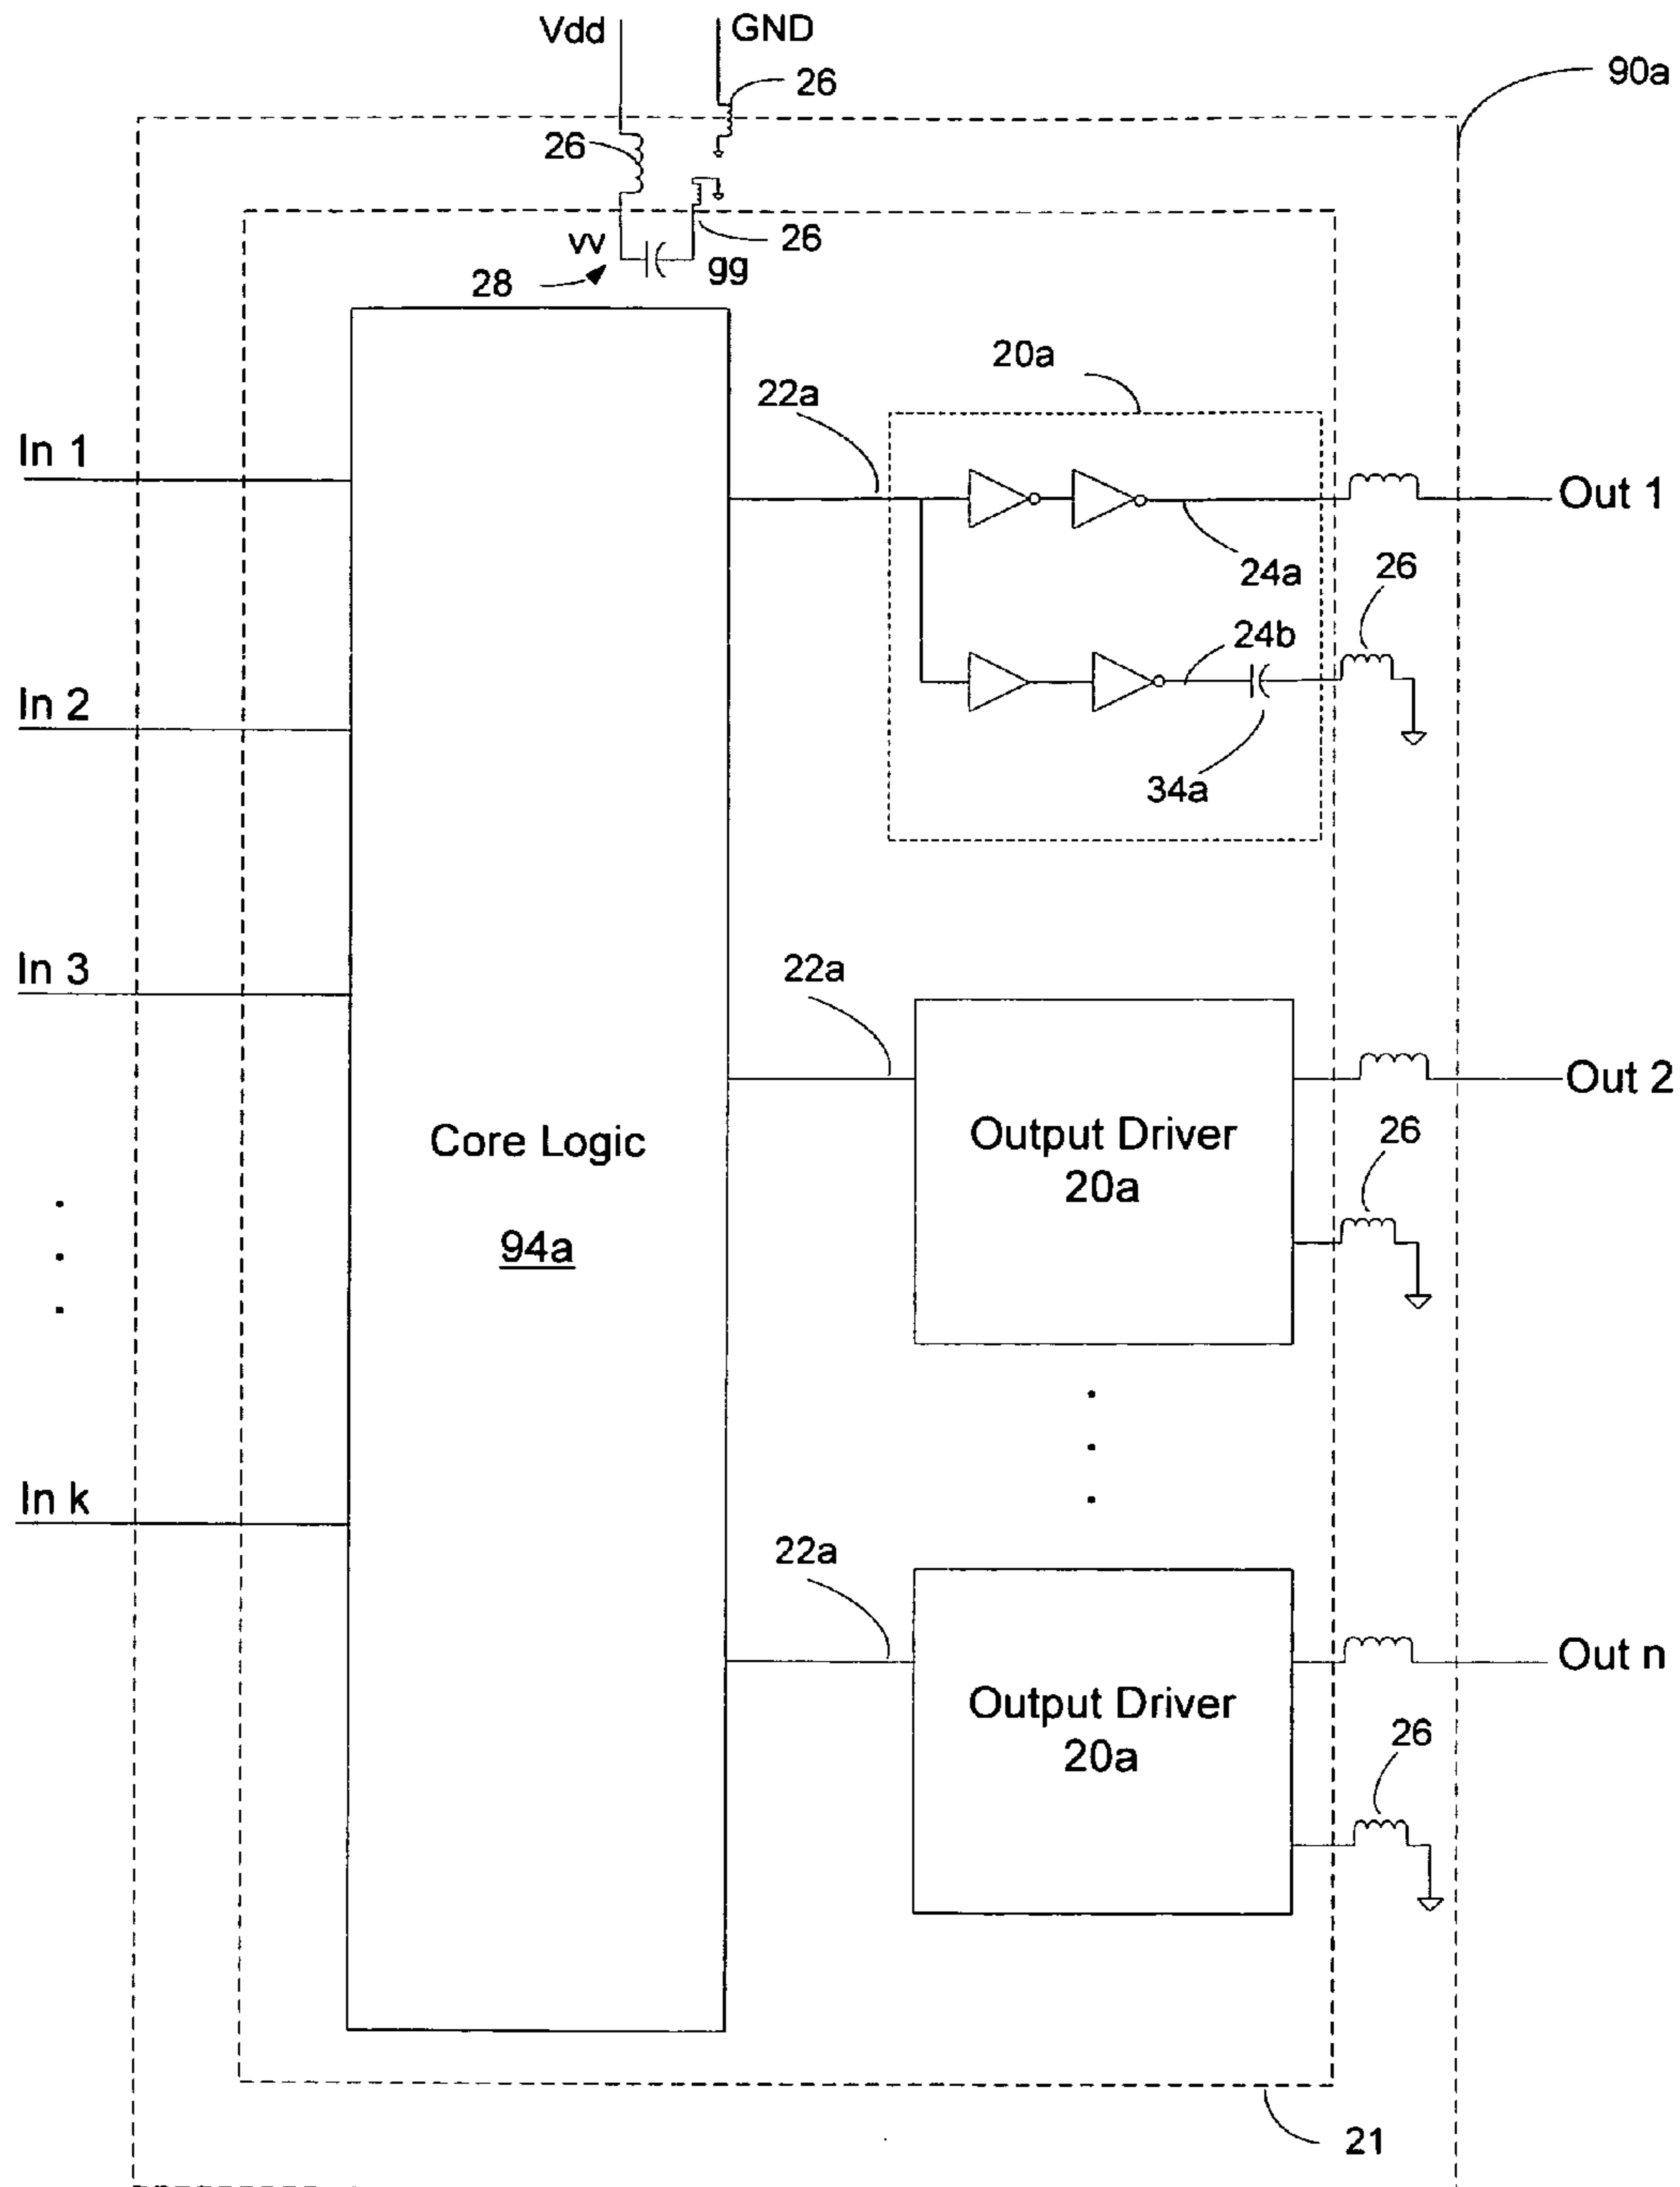 Vdd
GND
26
90a
26
vv
26
28
gg
20a
22a
In 1
Out 1
24a
26
24b
In 2
34a
In 3
22a
Out 2
Core Logic
94a
Output Driver
20a
26
In k
22a
Out n
Output Driver
20a
26
21